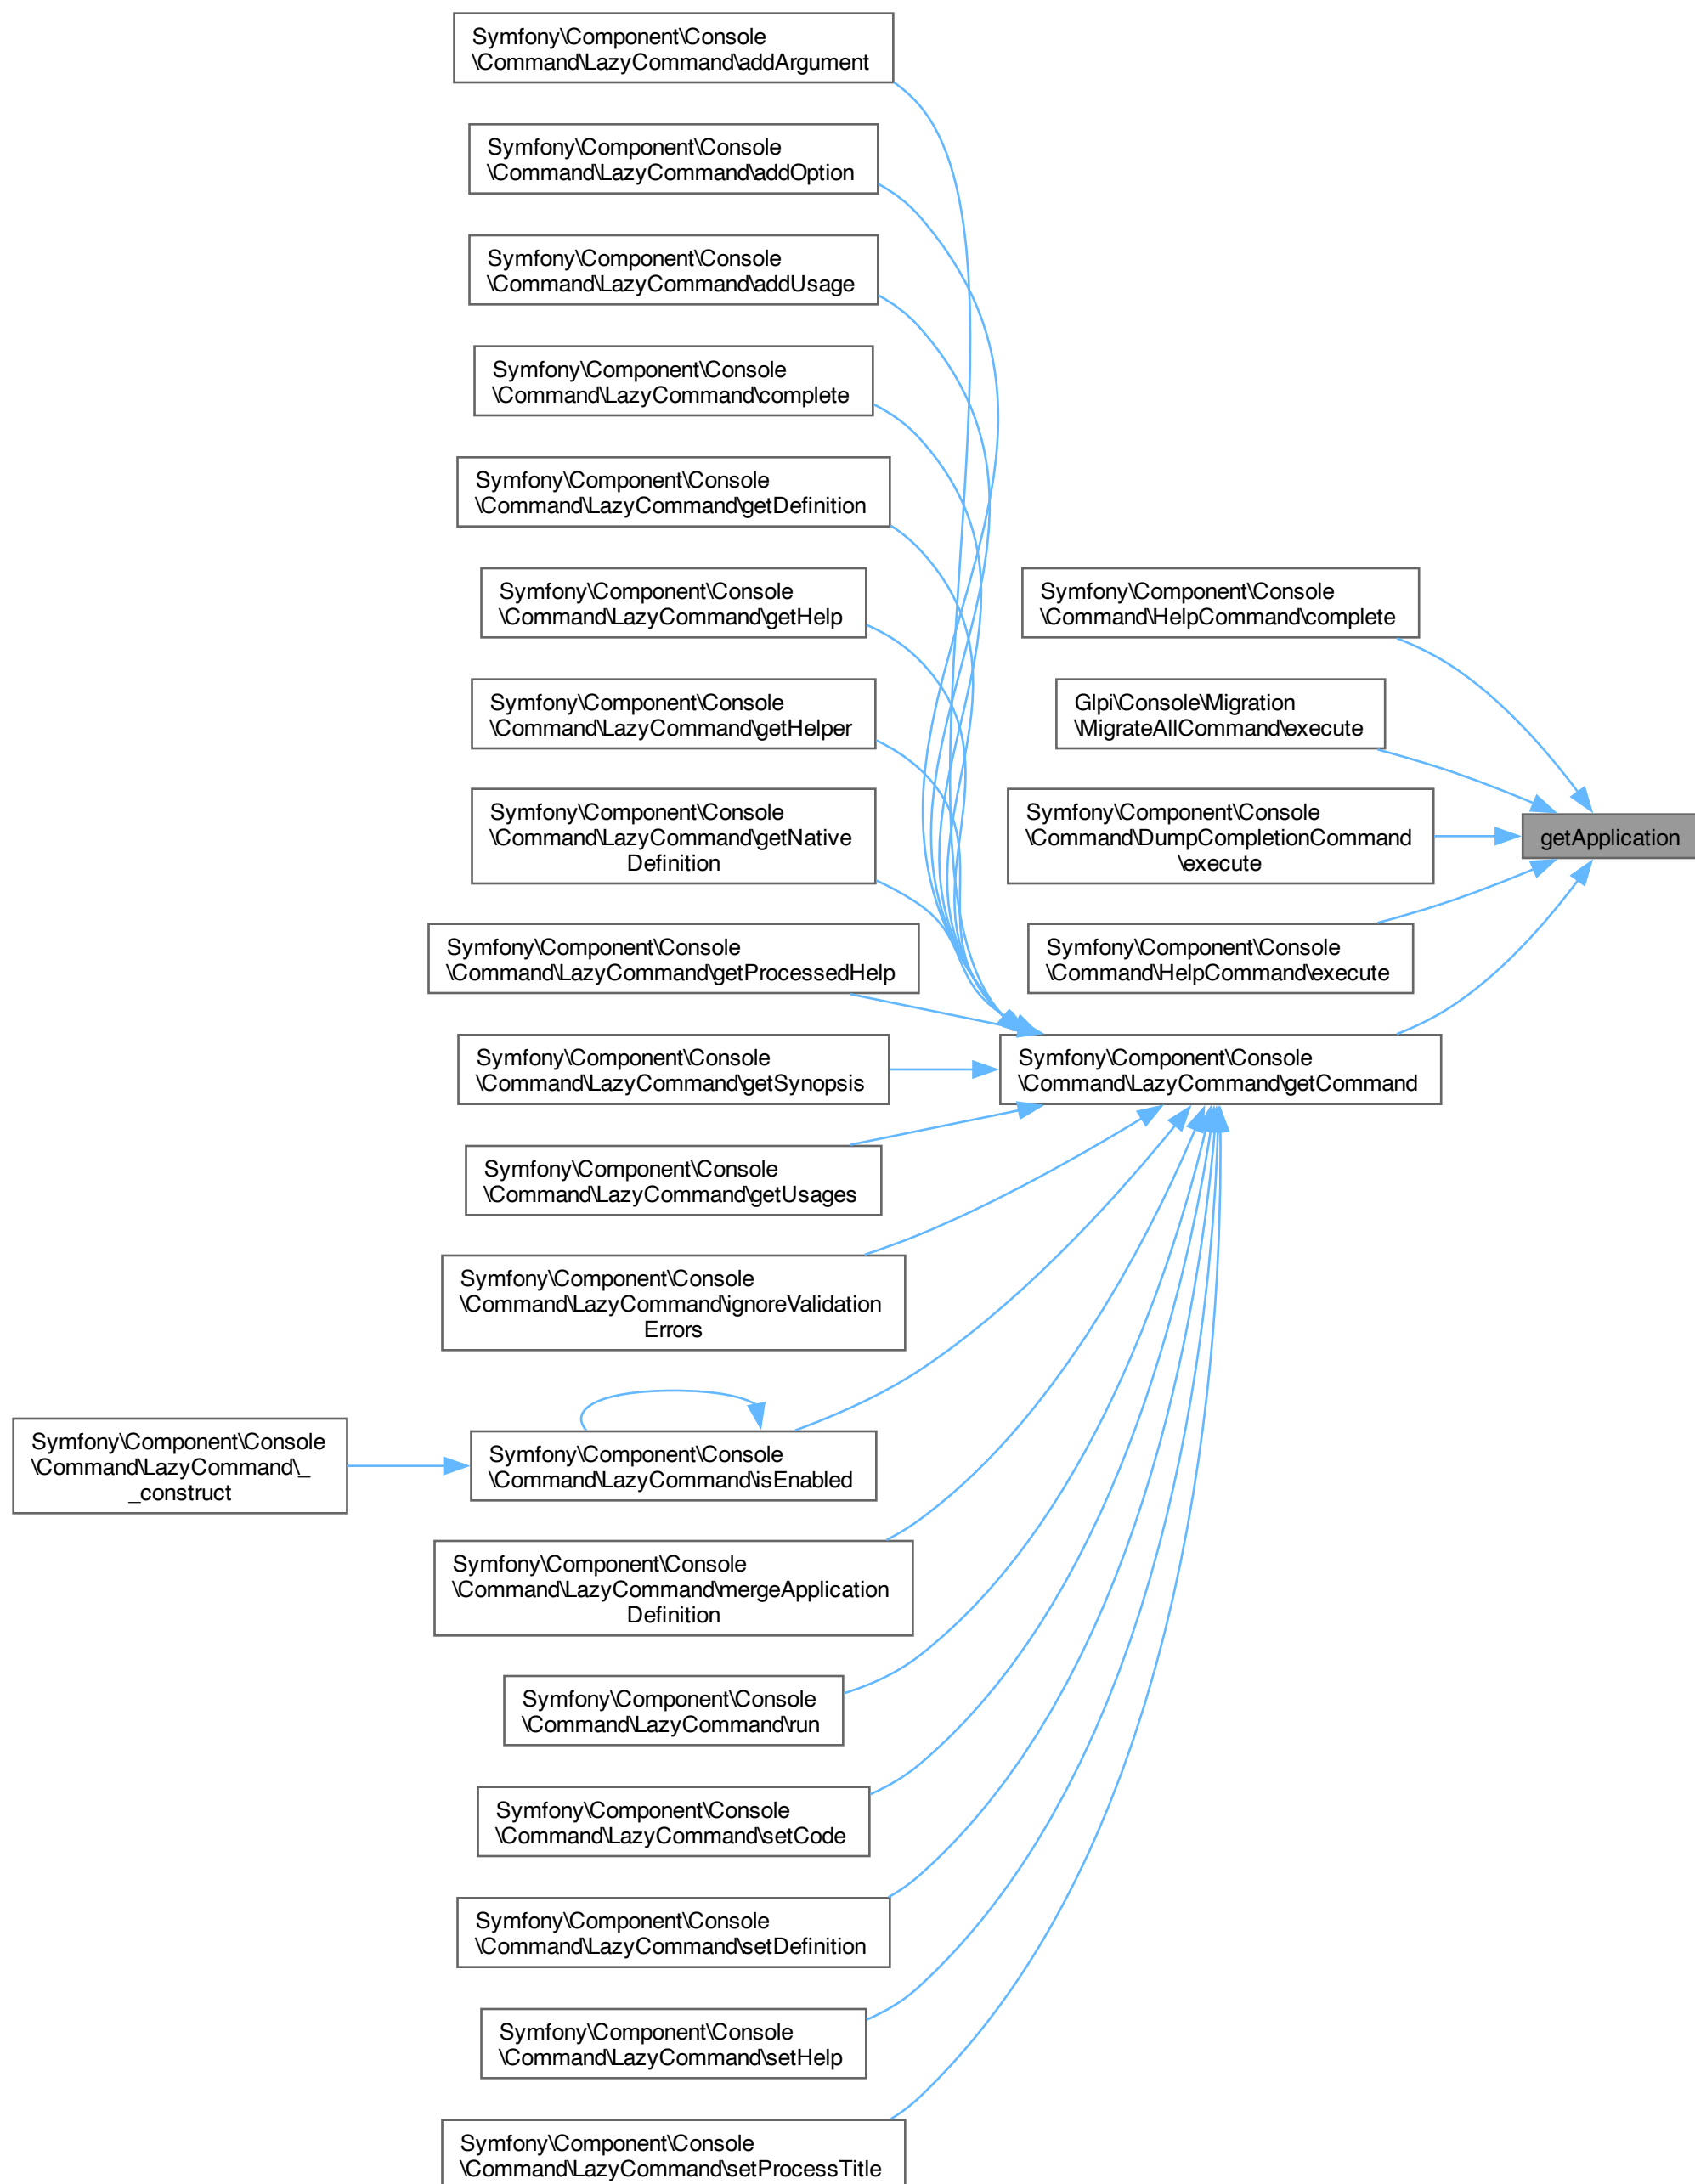 Symfony\Component\Console
\Command\LazyCommand\addArgument
Symfony\Component\Console
\Command\LazyCommand\addOption
Symfony\Component\Console
\Command\LazyCommand\addUsage
Symfony\Component\Console
\Command\LazyCommand\complete
Symfony\Component\Console
\Command\LazyCommand\getDefinition
Symfony\Component\Console
\Command\LazyCommand\getHelp
Symfony\Component\Console
\Command\LazyCommand\getHelper
Symfony\Component\Console
\Command\LazyCommand\getNative
Definition
Symfony\Component\Console
\Command\LazyCommand\getProcessedHelp
Symfony\Component\Console
\Command\LazyCommand\getSynopsis
Symfony\Component\Console
\Command\LazyCommand\getUsages
Symfony\Component\Console
\Command\LazyCommand\ignoreValidation
Errors
Symfony\Component\Console
\Command\LazyCommand\_
_construct
Symfony\Component\Console
\Command\LazyCommand\isEnabled
Symfony\Component\Console
\Command\LazyCommand\mergeApplication
Definition
Symfony\Component\Console
\Command\LazyCommand\run
Symfony\Component\Console
\Command\LazyCommand\setCode
Symfony\Component\Console
\Command\LazyCommand\setDefinition
Symfony\Component\Console
\Command\LazyCommand\setHelp
Symfony\Component\Console
\Command\LazyCommand\setProcessTitle
Symfony\Component\Console
\Command\HelpCommand\complete
Glpi\Console\Migration
\MigrateAllCommand\execute
Symfony\Component\Console
\Command\DumpCompletionCommand
\execute
Symfony\Component\Console
\Command\HelpCommand\execute
Symfony\Component\Console
\Command\LazyCommand\getCommand
getApplication